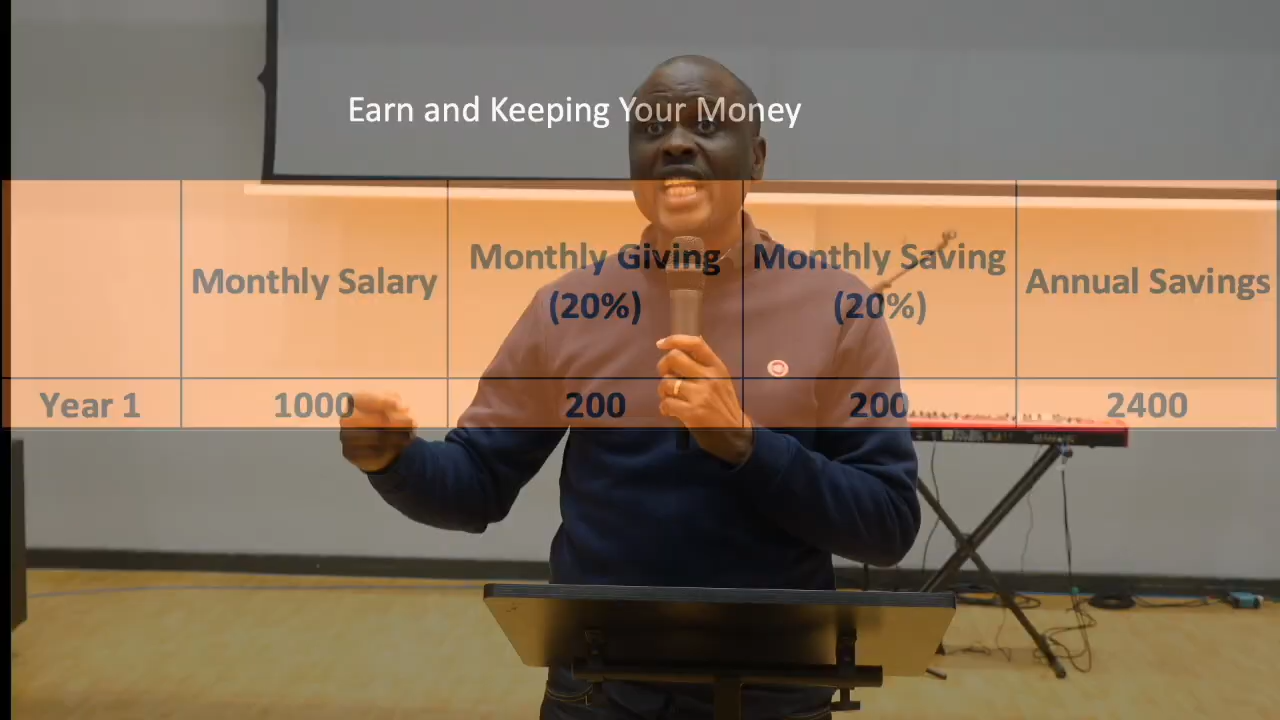 Earn and Keeping Your Money
Monthly Salary
Monthly Giving
(20%)
Monthly Saving
(20%)
Annual Savings
Year 1
1000
200
200
2400